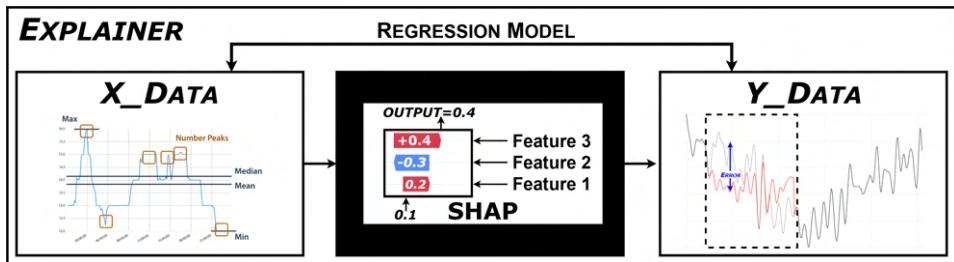 EXPLAINER
REGRESSION MODEL
X_DATA
Max
Number Peaks
Median
Mean
Min
OUTPUT=0.4
+0.4
Feature 3
-0.3
Feature 2
0.2
Feature 1
0.1
SHAP
Y_DATA
ERROR